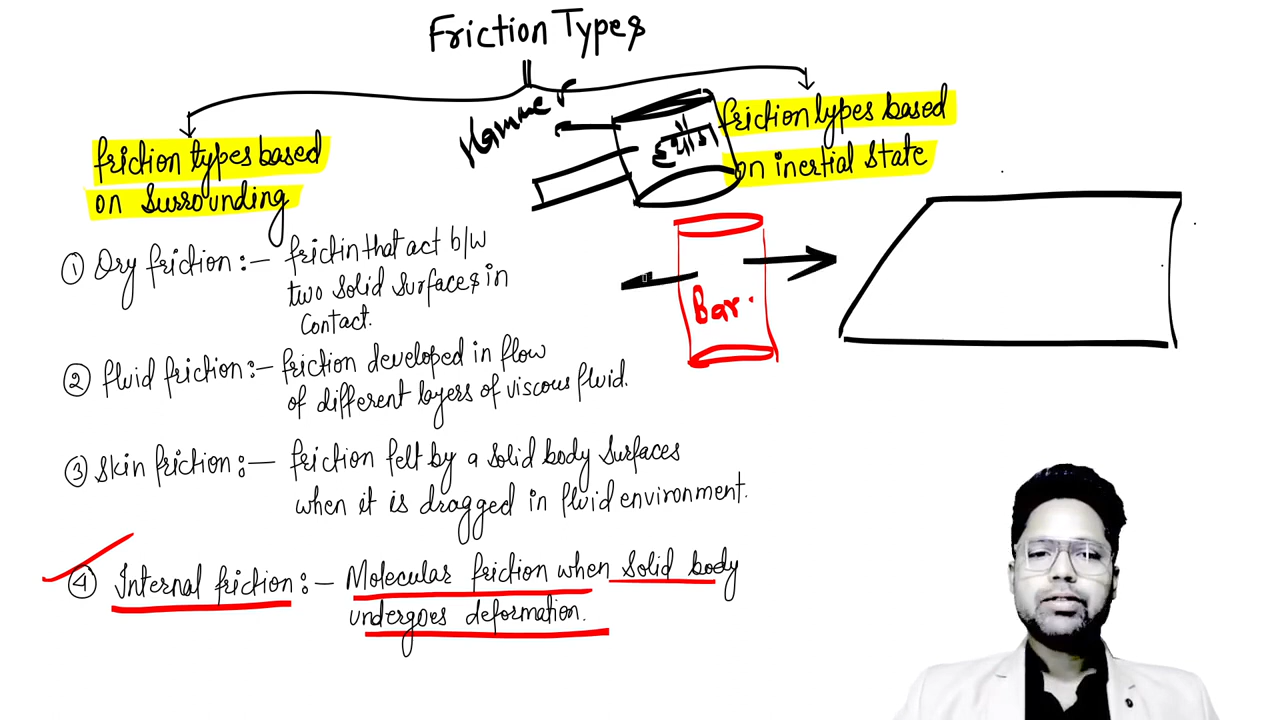 Friction Types
friction types based
on Surrounding
Hammer
friction types based
on inertial State
① Dry friction :- frictin that act b/w
two Solid Surfaces in
Contact.
② fluid friction :- friction developed in flow
of different layers of viscous fluid.
③ Skin friction :- friction felt by a solid body Surfaces
when it is dragged in fluid environment.
④ Internal friction :- Molecular friction when Solid body
undergoes deformation.
Bar.